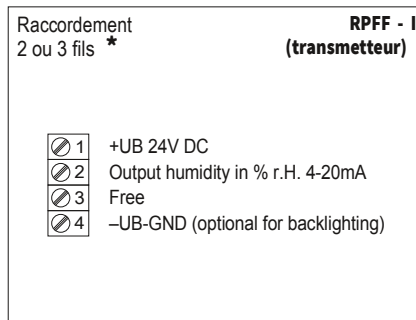 Raccordement
2 ou 3 fils *
RPFF - I
(transmetteur)
1 +UB 24V DC
2 Output humidity in % r.H. 4-20mA
3 Free
4 –UB-GND (optional for backlighting)